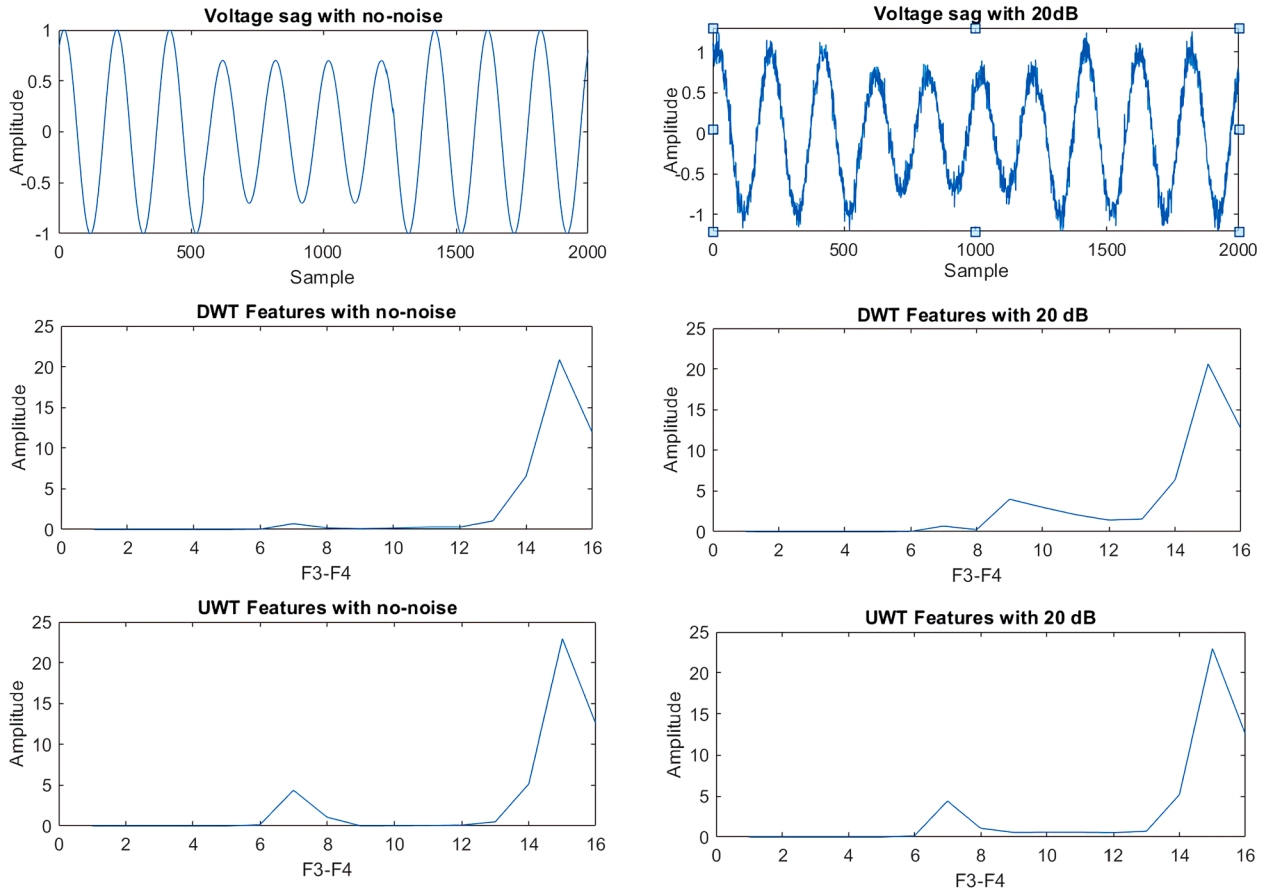 Voltage sag with no-noise
1
0.5
0
-0.5
-1
Amplitude
0 500 1000 1500 2000
Sample
Voltage sag with 20dB
1
0.5
0
-0.5
-1
Amplitude
0 500 1000 1500 2000
Sample
DWT Features with no-noise
25
20
15
10
5
0
Amplitude
0 2 4 6 8 10 12 14 16
F3-F4
DWT Features with 20 dB
25
20
15
10
5
0
Amplitude
0 2 4 6 8 10 12 14 16
F3-F4
UWT Features with no-noise
25
20
15
10
5
0
Amplitude
0 2 4 6 8 10 12 14 16
F3-F4
UWT Features with 20 dB
25
20
15
10
5
0
Amplitude
0 2 4 6 8 10 12 14 16
F3-F4